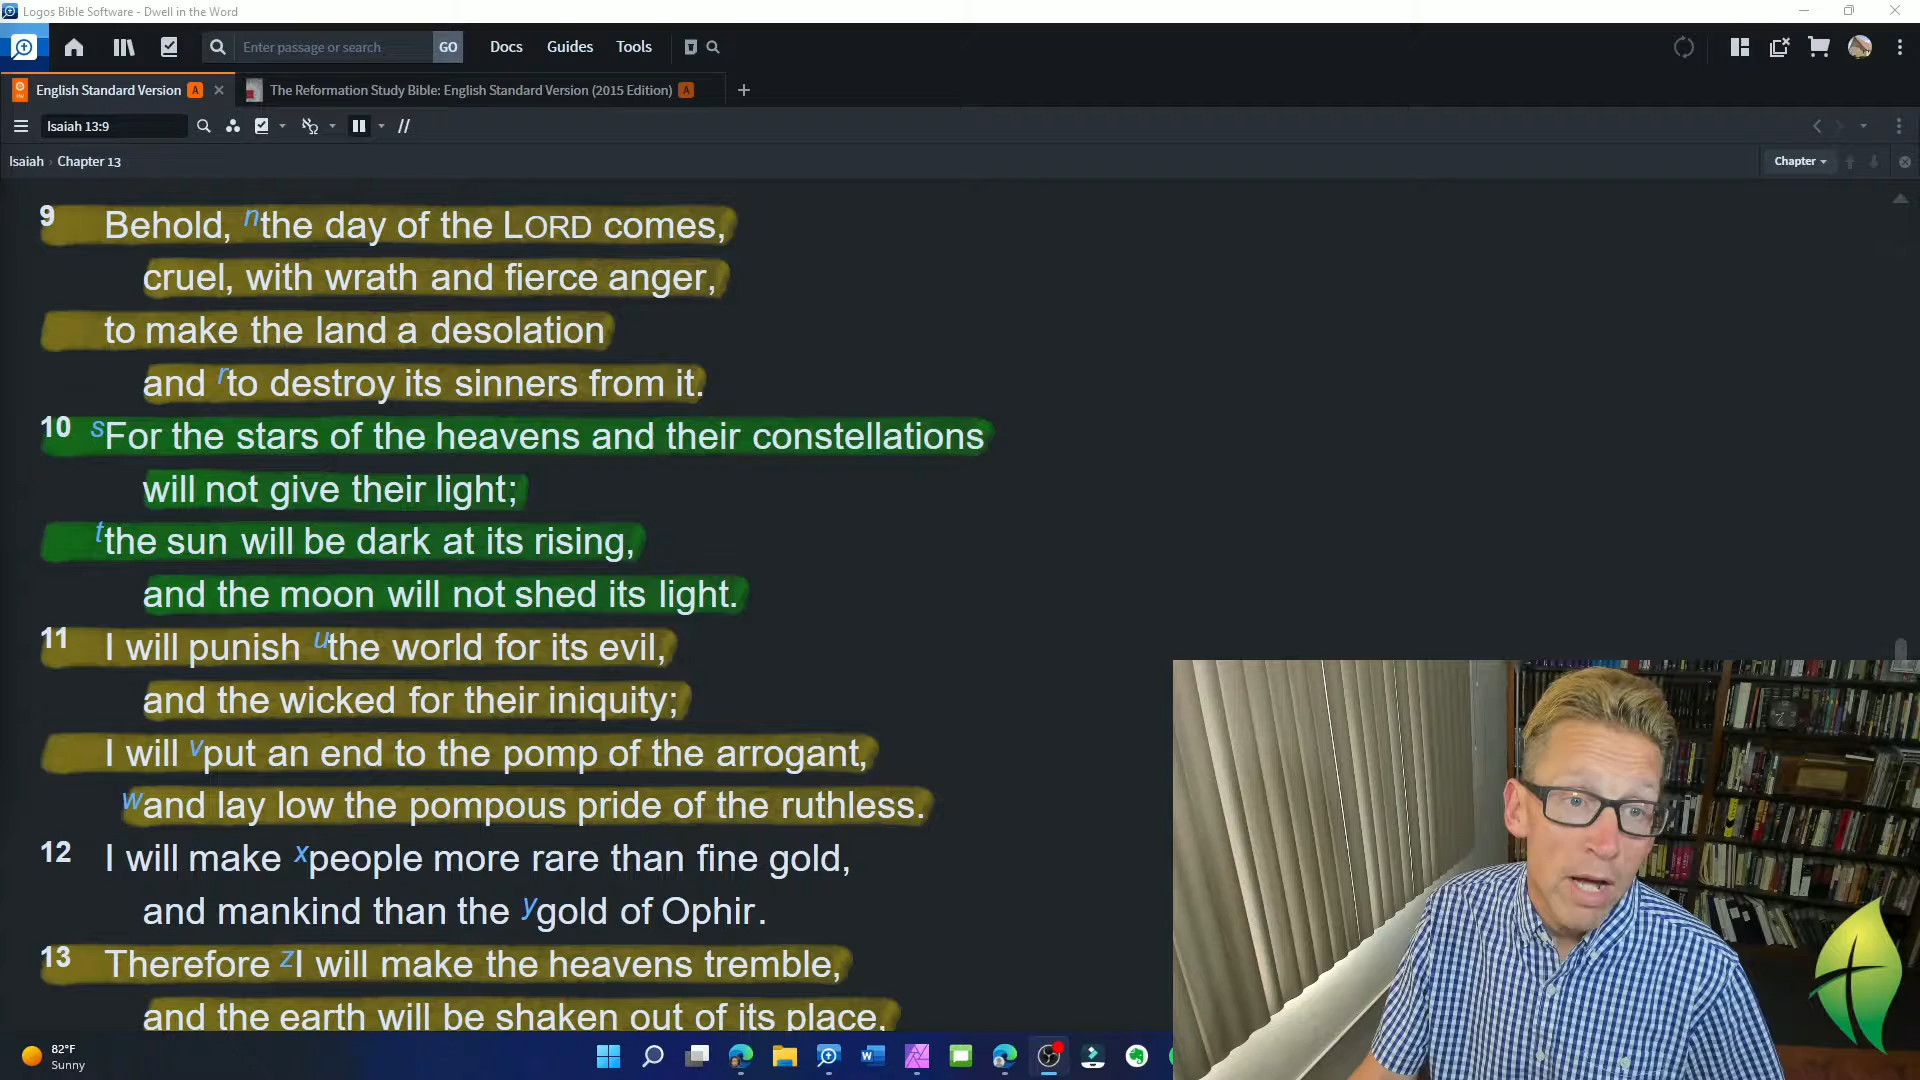 Logos Bible Software - Dwell in the Word
Enter passage or search GO Docs Guides Tools
English Standard Version A The Reformation Study Bible: English Standard Version (2015 Edition) A
Isaiah 13:9
Isaiah › Chapter 13 Chapter
9 Behold, nthe day of the LORD comes,
cruel, with wrath and fierce anger,
to make the land a desolation
and rto destroy its sinners from it.
10 sFor the stars of the heavens and their constellations
will not give their light;
tthe sun will be dark at its rising,
and the moon will not shed its light.
11 I will punish uthe world for its evil,
and the wicked for their iniquity;
I will vput an end to the pomp of the arrogant,
wand lay low the pompous pride of the ruthless.
12 I will make xpeople more rare than fine gold,
and mankind than the ygold of Ophir.
13 Therefore zI will make the heavens tremble,
and the earth will be shaken out of its place,
82°F
Sunny